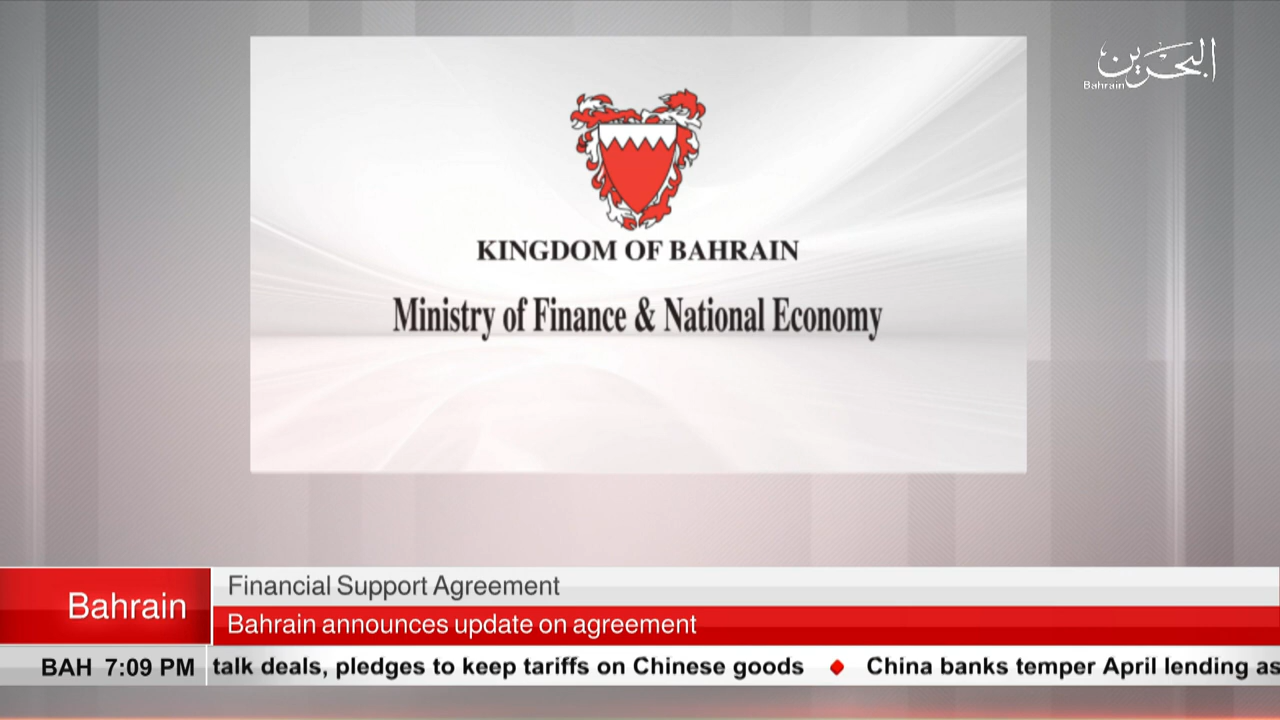 البحرين
Bahrain
KINGDOM OF BAHRAIN
Ministry of Finance & National Economy
Bahrain
Financial Support Agreement
Bahrain announces update on agreement
BAH 7:09 PM
talk deals, pledges to keep tariffs on Chinese goods ♦ China banks temper April lending as